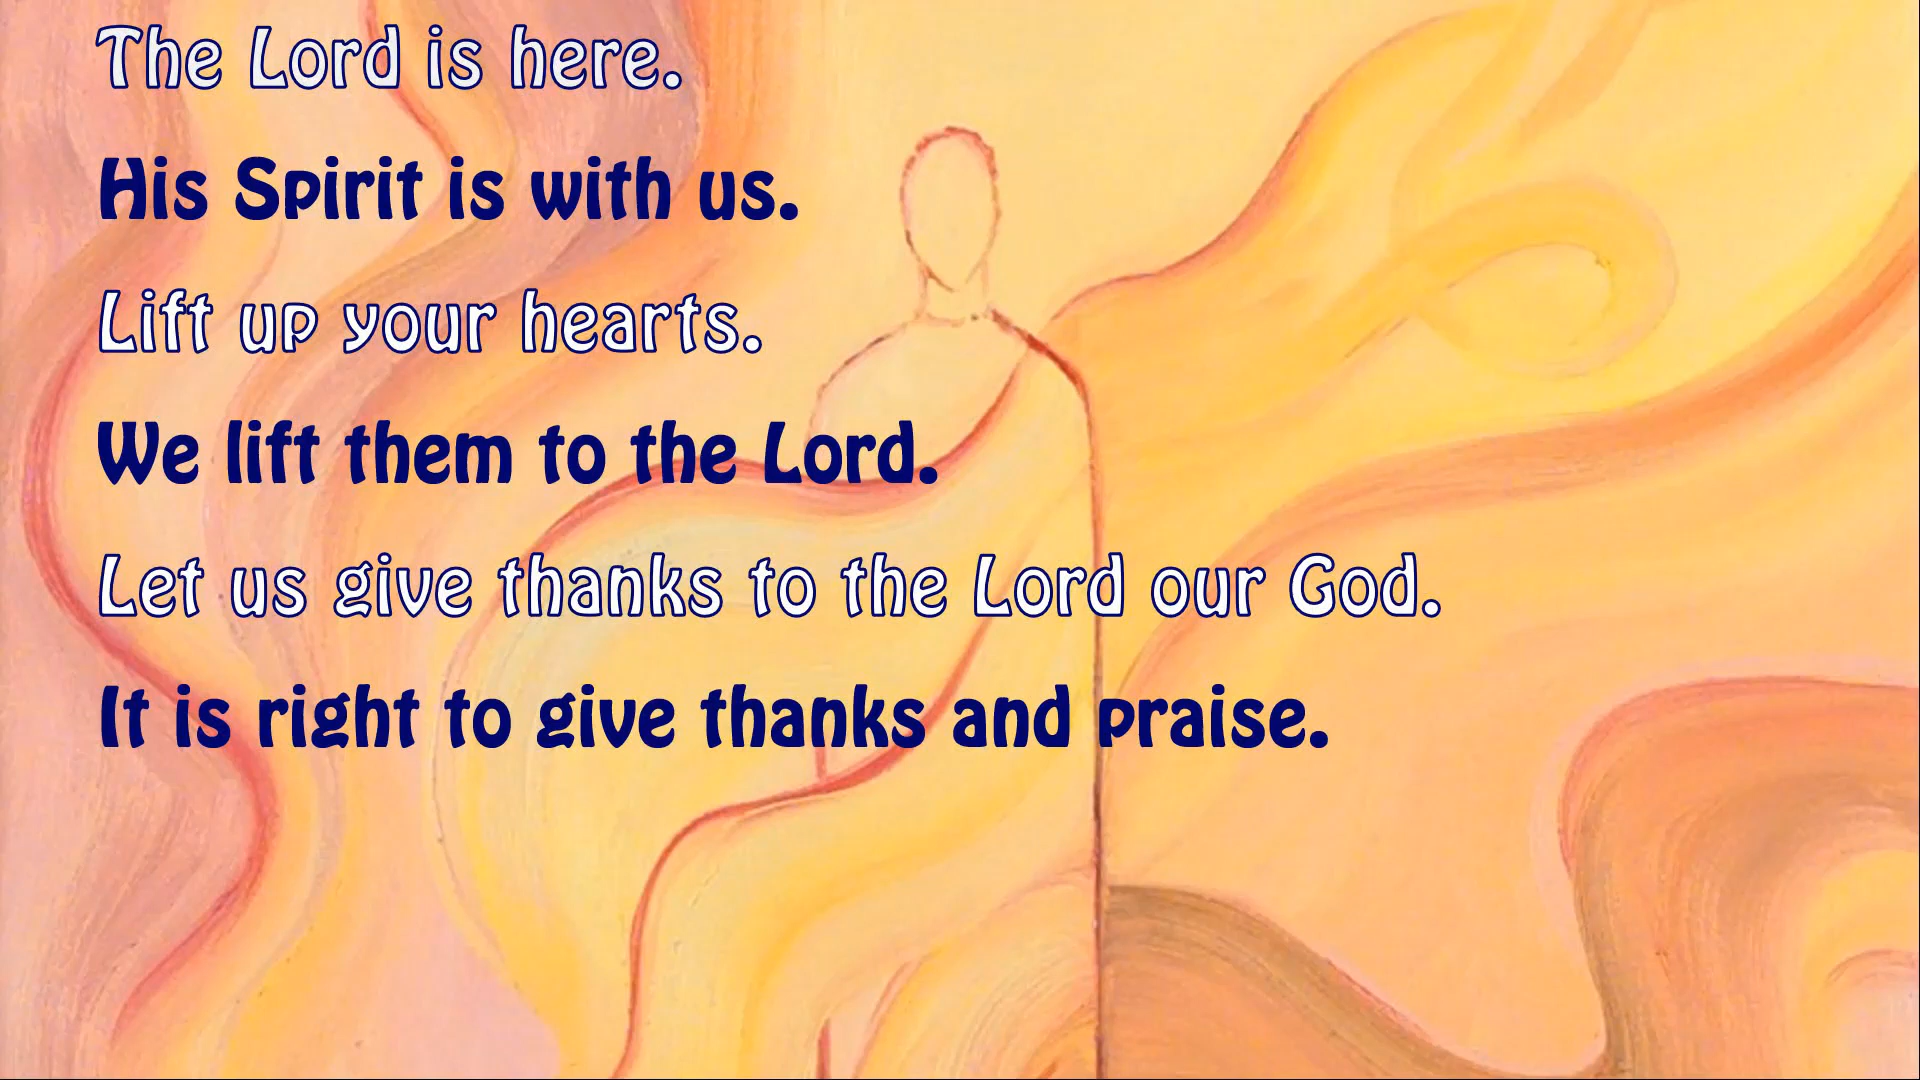 The Lord is here.
His Spirit is with us.
Lift up your hearts.
We lift them to the Lord.
Let us give thanks to the Lord our God.
It is right to give thanks and praise.